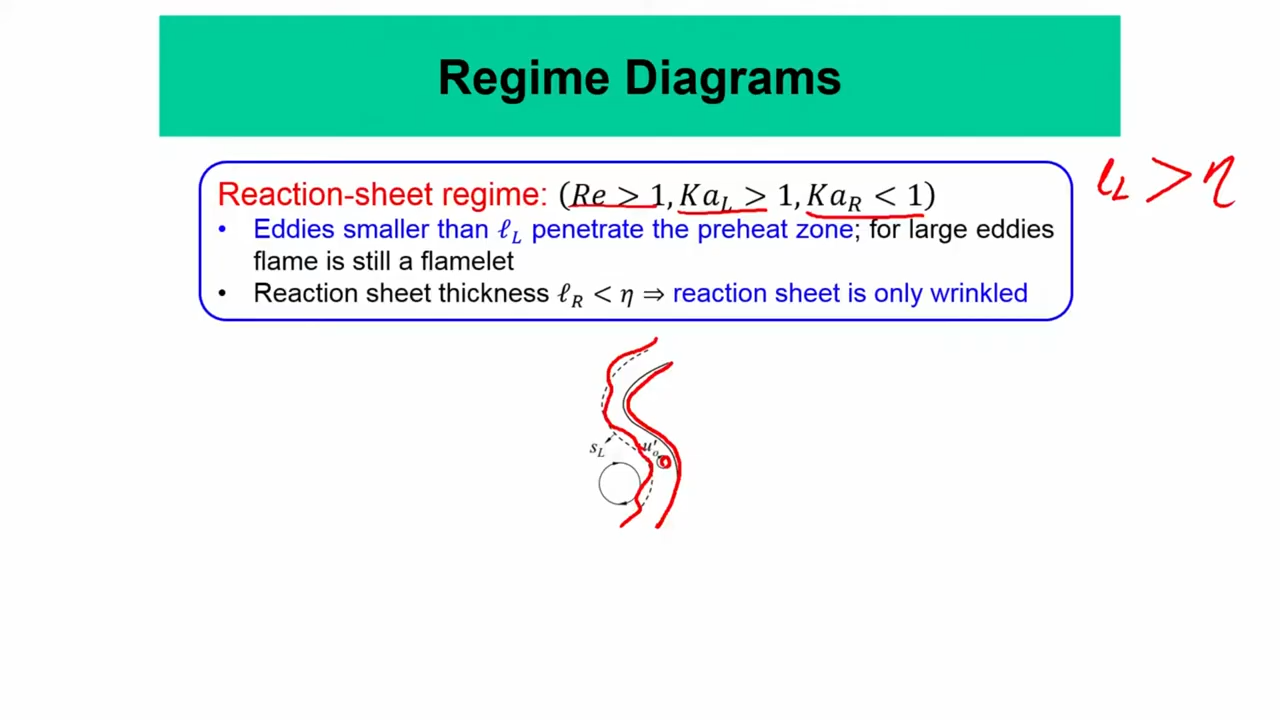 Regime Diagrams
Reaction-sheet regime: (Re > 1, Ka_L > 1, Ka_R < 1)
ℓ_L > η
• Eddies smaller than ℓ_L penetrate the preheat zone; for large eddies
flame is still a flamelet
• Reaction sheet thickness ℓ_R < η ⇒ reaction sheet is only wrinkled
s_L
u'_o